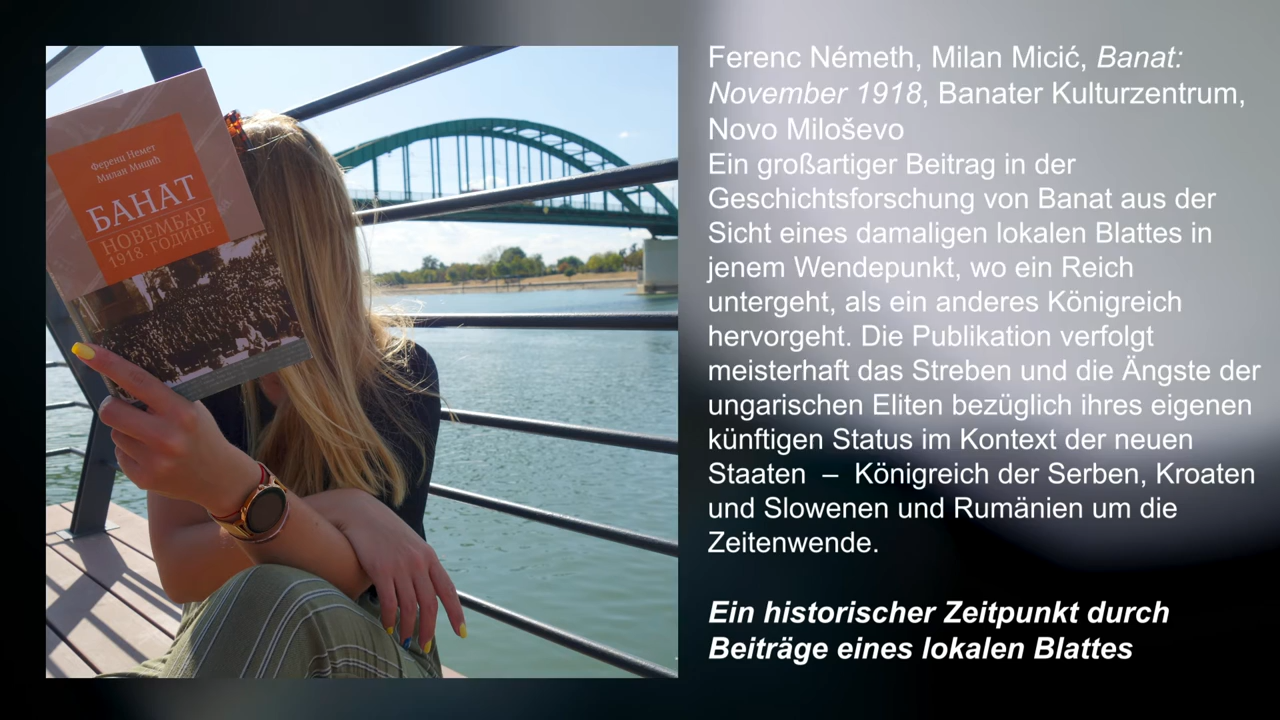 Ференц Немет
Милан Мицић
БАНАТ
НОВЕМБАР
1918. ГОДИНЕ
Ferenc Németh, Milan Micić, Banat:
November 1918, Banater Kulturzentrum,
Novo Miloševo
Ein großartiger Beitrag in der
Geschichtsforschung von Banat aus der
Sicht eines damaligen lokalen Blattes in
jenem Wendepunkt, wo ein Reich
untergeht, als ein anderes Königreich
hervorgeht. Die Publikation verfolgt
meisterhaft das Streben und die Ängste der
ungarischen Eliten bezüglich ihres eigenen
künftigen Status im Kontext der neuen
Staaten – Königreich der Serben, Kroaten
und Slowenen und Rumänien um die
Zeitenwende.
Ein historischer Zeitpunkt durch
Beiträge eines lokalen Blattes